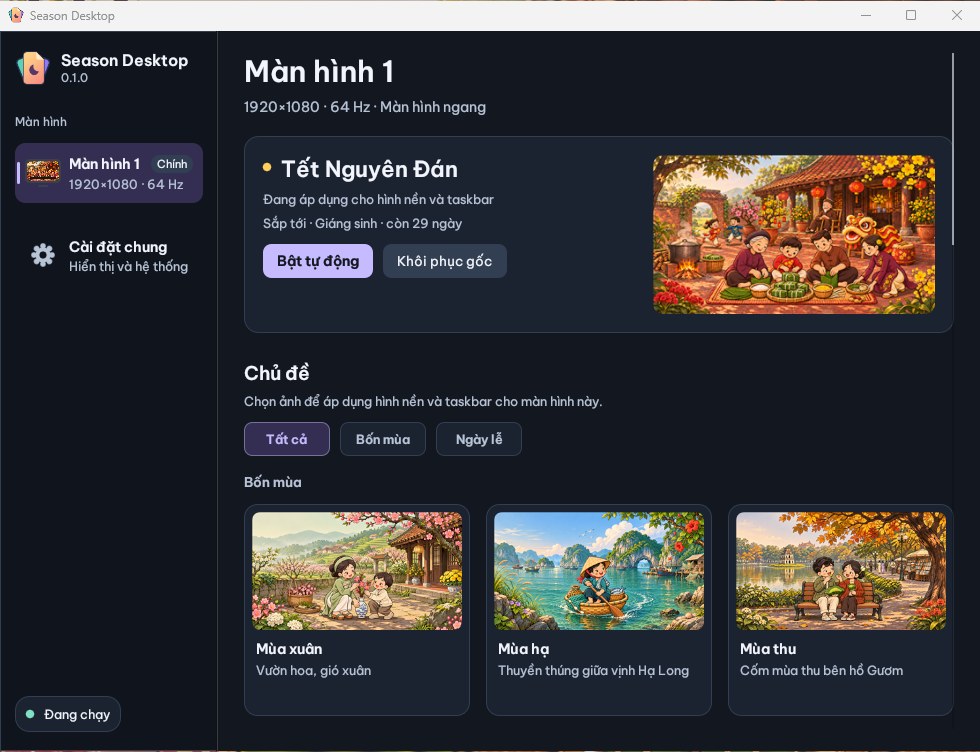 Season Desktop
Season Desktop
0.1.0
Màn hình
Màn hình 1 Chính
1920×1080 · 64 Hz
Cài đặt chung
Hiển thị và hệ thống
Đang chạy
Màn hình 1
1920×1080 · 64 Hz · Màn hình ngang
Tết Nguyên Đán
Đang áp dụng cho hình nền và taskbar
Sắp tới · Giáng sinh · còn 29 ngày
Bật tự động Khôi phục gốc
Chủ đề
Chọn ảnh để áp dụng hình nền và taskbar cho màn hình này.
Tất cả Bốn mùa Ngày lễ
Bốn mùa
Mùa xuân
Vườn hoa, gió xuân
Mùa hạ
Thuyền thúng giữa vịnh Hạ Long
Mùa thu
Cốm mùa thu bên hồ Gươm